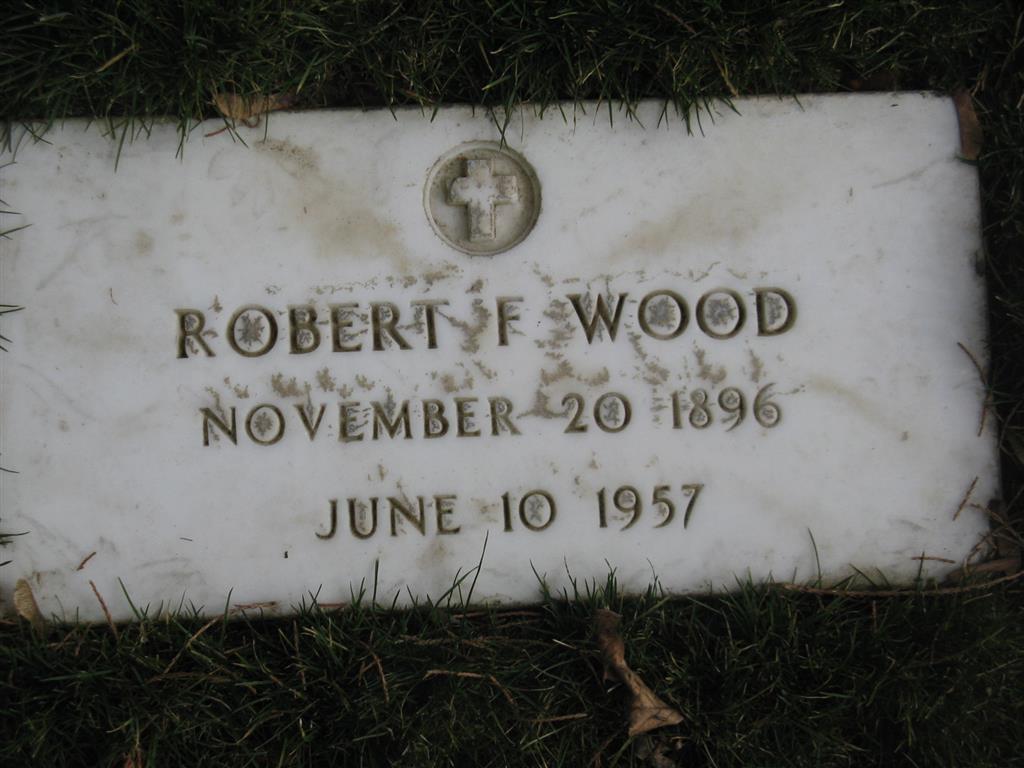 ROBERT F WOOD
NOVEMBER 20 1896
JUNE 10 1957